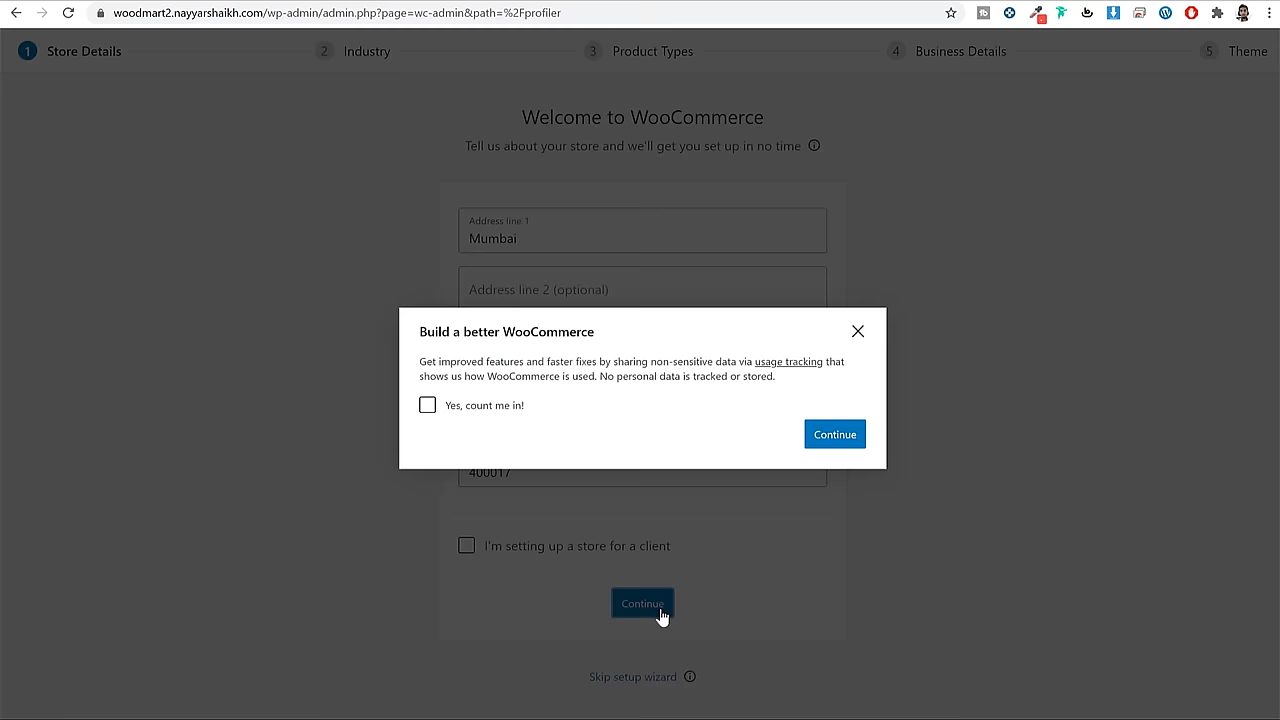 woodmart2.nayyarshaikh.com/wp-admin/admin.php?page=wc-admin&path=%2Fprofiler
1 Store Details 2 Industry 3 Product Types 4 Business Details 5 Theme
Welcome to WooCommerce
Tell us about your store and we'll get you set up in no time
Address line 1
Mumbai
Address line 2 (optional)
Build a better WooCommerce
Get improved features and faster fixes by sharing non-sensitive data via usage tracking that
shows us how WooCommerce is used. No personal data is tracked or stored.
Yes, count me in!
Continue
400017
I'm setting up a store for a client
Continue
Skip setup wizard